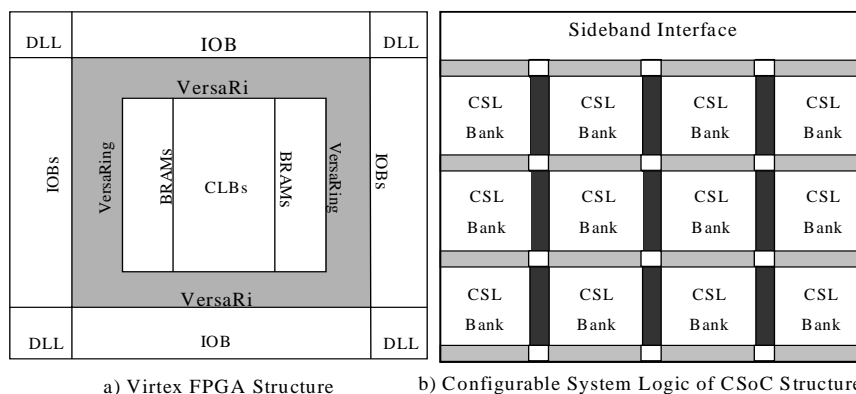 DLL
IOB
DLL
VersaRi
IOBs
VersaRing
BRAMs
CLBs
BRAMs
VersaRing
IOBs
VersaRi
DLL
IOB
DLL
a) Virtex FPGA Structure
Sideband Interface
CSL
Bank
CSL
Bank
CSL
Bank
CSL
Bank
CSL
Bank
CSL
Bank
CSL
Bank
CSL
Bank
CSL
Bank
CSL
Bank
CSL
Bank
CSL
Bank
b) Configurable System Logic of CSoC Structure